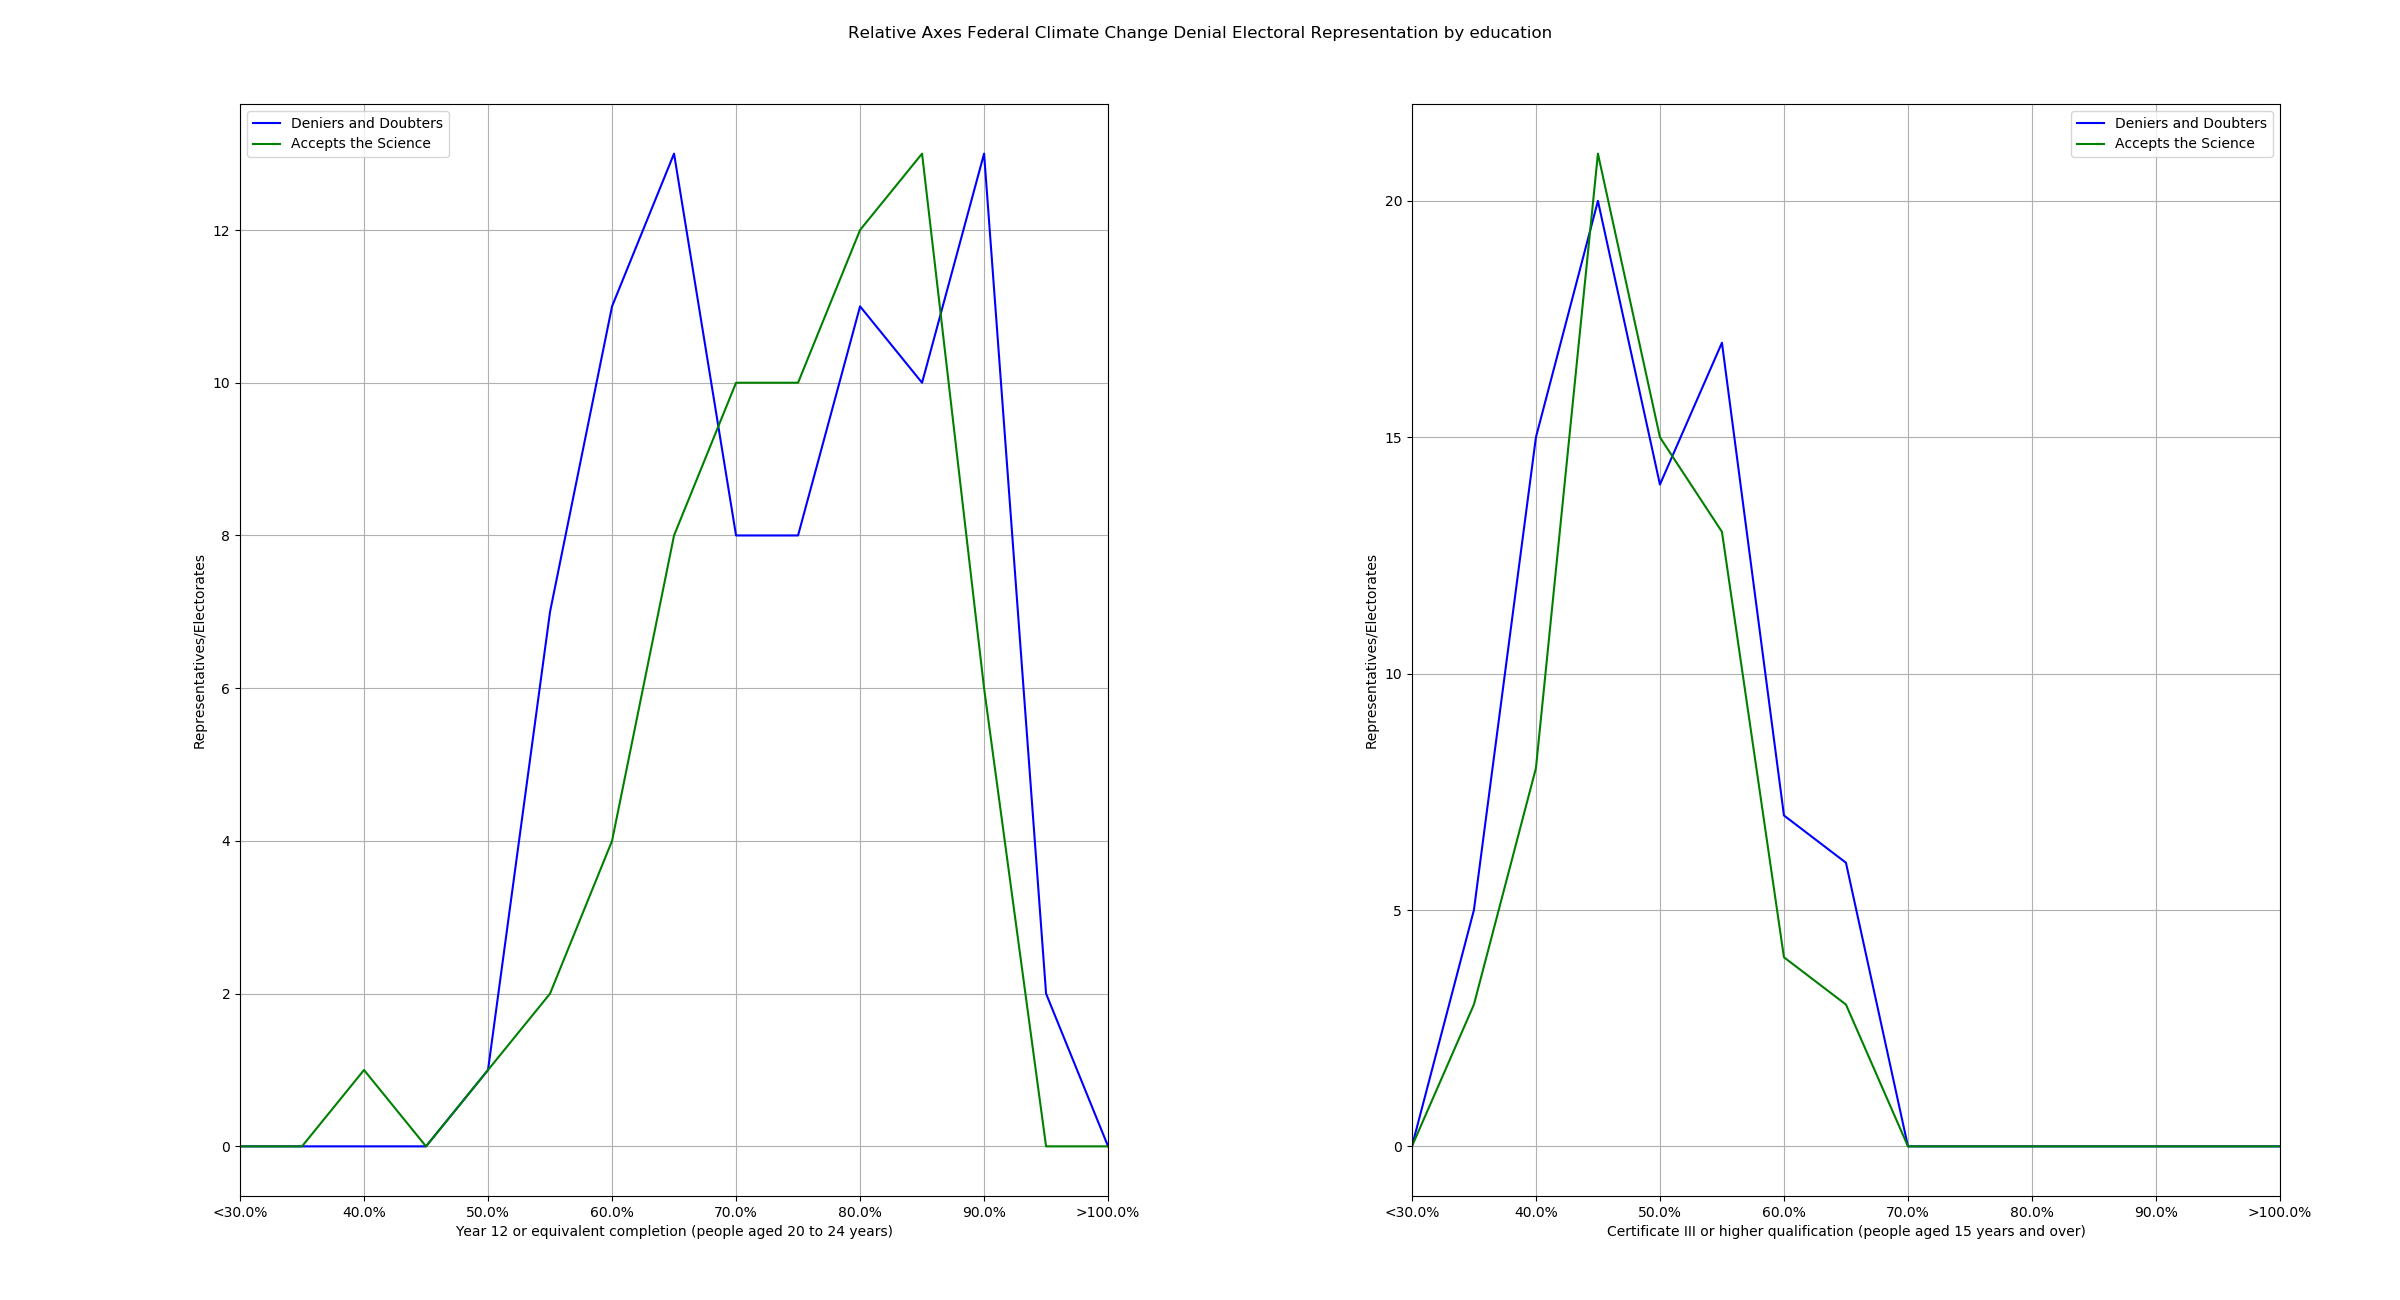 Relative Axes Federal Climate Change Denial Electoral Representation by education
Deniers and Doubters
Accepts the Science
12
10
8
6
4
2
0
Representatives/Electorates
<30.0% 40.0% 50.0% 60.0% 70.0% 80.0% 90.0% >100.0%
Year 12 or equivalent completion (people aged 20 to 24 years)
Deniers and Doubters
Accepts the Science
20
15
10
5
0
Representatives/Electorates
<30.0% 40.0% 50.0% 60.0% 70.0% 80.0% 90.0% >100.0%
Certificate III or higher qualification (people aged 15 years and over)